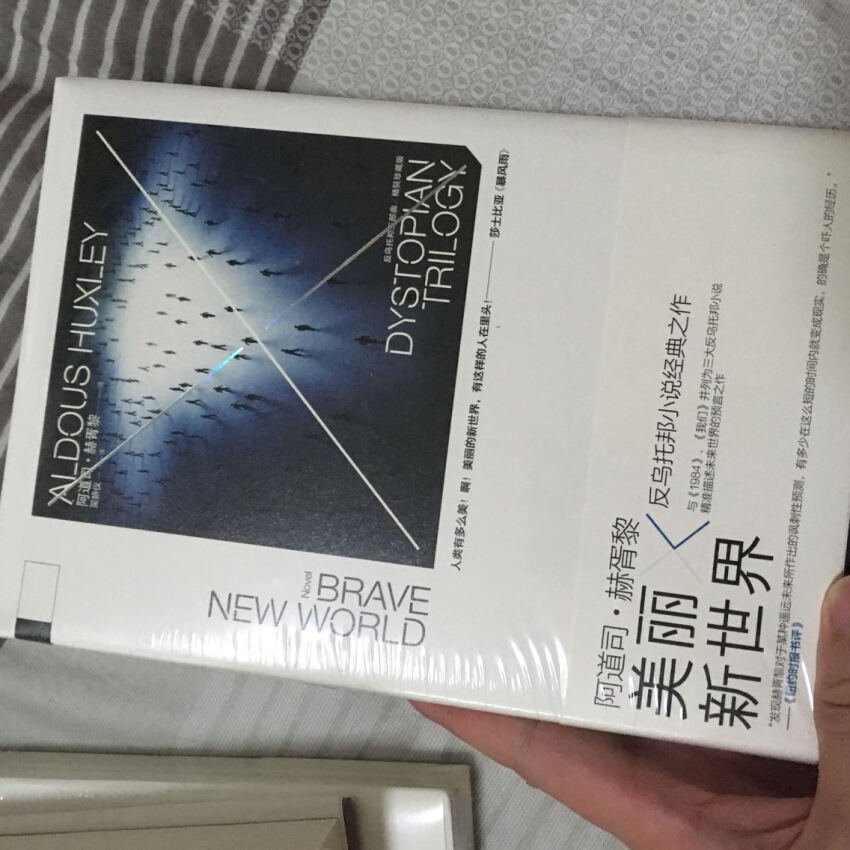 ALDOUS HUXLEY
阿道司·赫胥黎
吴妍仪
反乌托邦三部曲／精装珍藏版
DYSTOPIAN
TRIILOGY
Novel
BRAVE
NEW WORLD
人类有多么美！啊！美丽的新世界，有这样的人在里头！——莎士比亚《暴风雨》
阿道司·赫胥黎
美丽
新世界
反乌托邦小说经典之作
与《1984》、《我们》并列为三大反乌托邦小说
精准描述未来世界的预言之作
“发现赫胥黎对于某种遥远未来所作出的讽刺性预测，有多少在这么短的时间内就变成现实，的确是个吓人的经历。”
——《纽约时报书评》